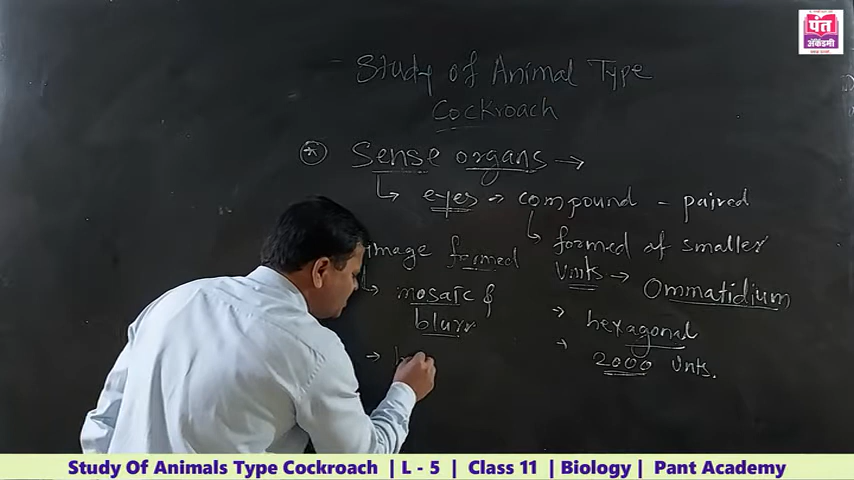 पंत
अ‍ॅकॅडमी
Study of Animal Type
Cockroach
* Sense organs →
↳ eyes → compound - paired
↳ formed of smaller
units → Ommatidium
→ hexagonal
→ 2000 Units.
image formed
↳ mosaic &
blurr
→
Study Of Animals Type Cockroach | L - 5 | Class 11 | Biology | Pant Academy